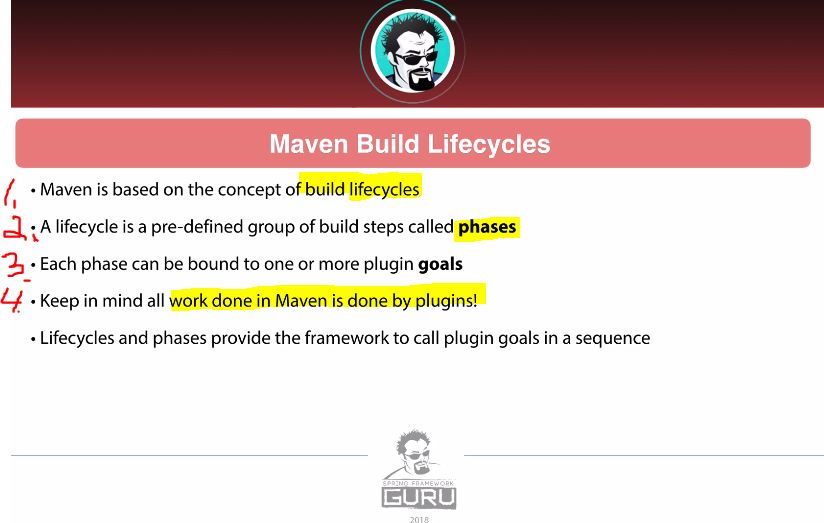 Maven Build Lifecycles
1. • Maven is based on the concept of build lifecycles
2. • A lifecycle is a pre-defined group of build steps called phases
3. • Each phase can be bound to one or more plugin goals
4. • Keep in mind all work done in Maven is done by plugins!
• Lifecycles and phases provide the framework to call plugin goals in a sequence
SPRING FRAMEWORK
GURU
2018